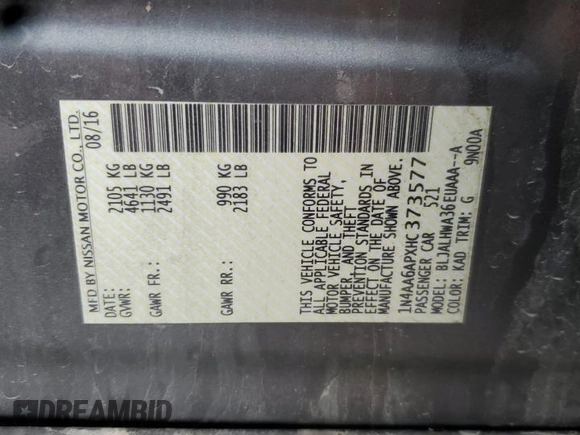 MFD BY NISSAN MOTOR CO., LTD.
DATE: 08/16
GVWR: 2105 KG
4641 LB
GAWR FR: 1130 KG
2491 LB
GAWR RR: 990 KG
2183 LB
THIS VEHICLE CONFORMS TO
ALL APPLICABLE FEDERAL
MOTOR VEHICLE SAFETY,
BUMPER, AND THEFT
PREVENTION STANDARDS IN
EFFECT ON THE DATE OF
MANUFACTURE SHOWN ABOVE.
1N4AA6APXHC373577
PASSENGER CAR 521
MODEL: BLJALHWA36EUAAA--A
COLOR: KAD TRIM: G 9N00A
DREAMBID